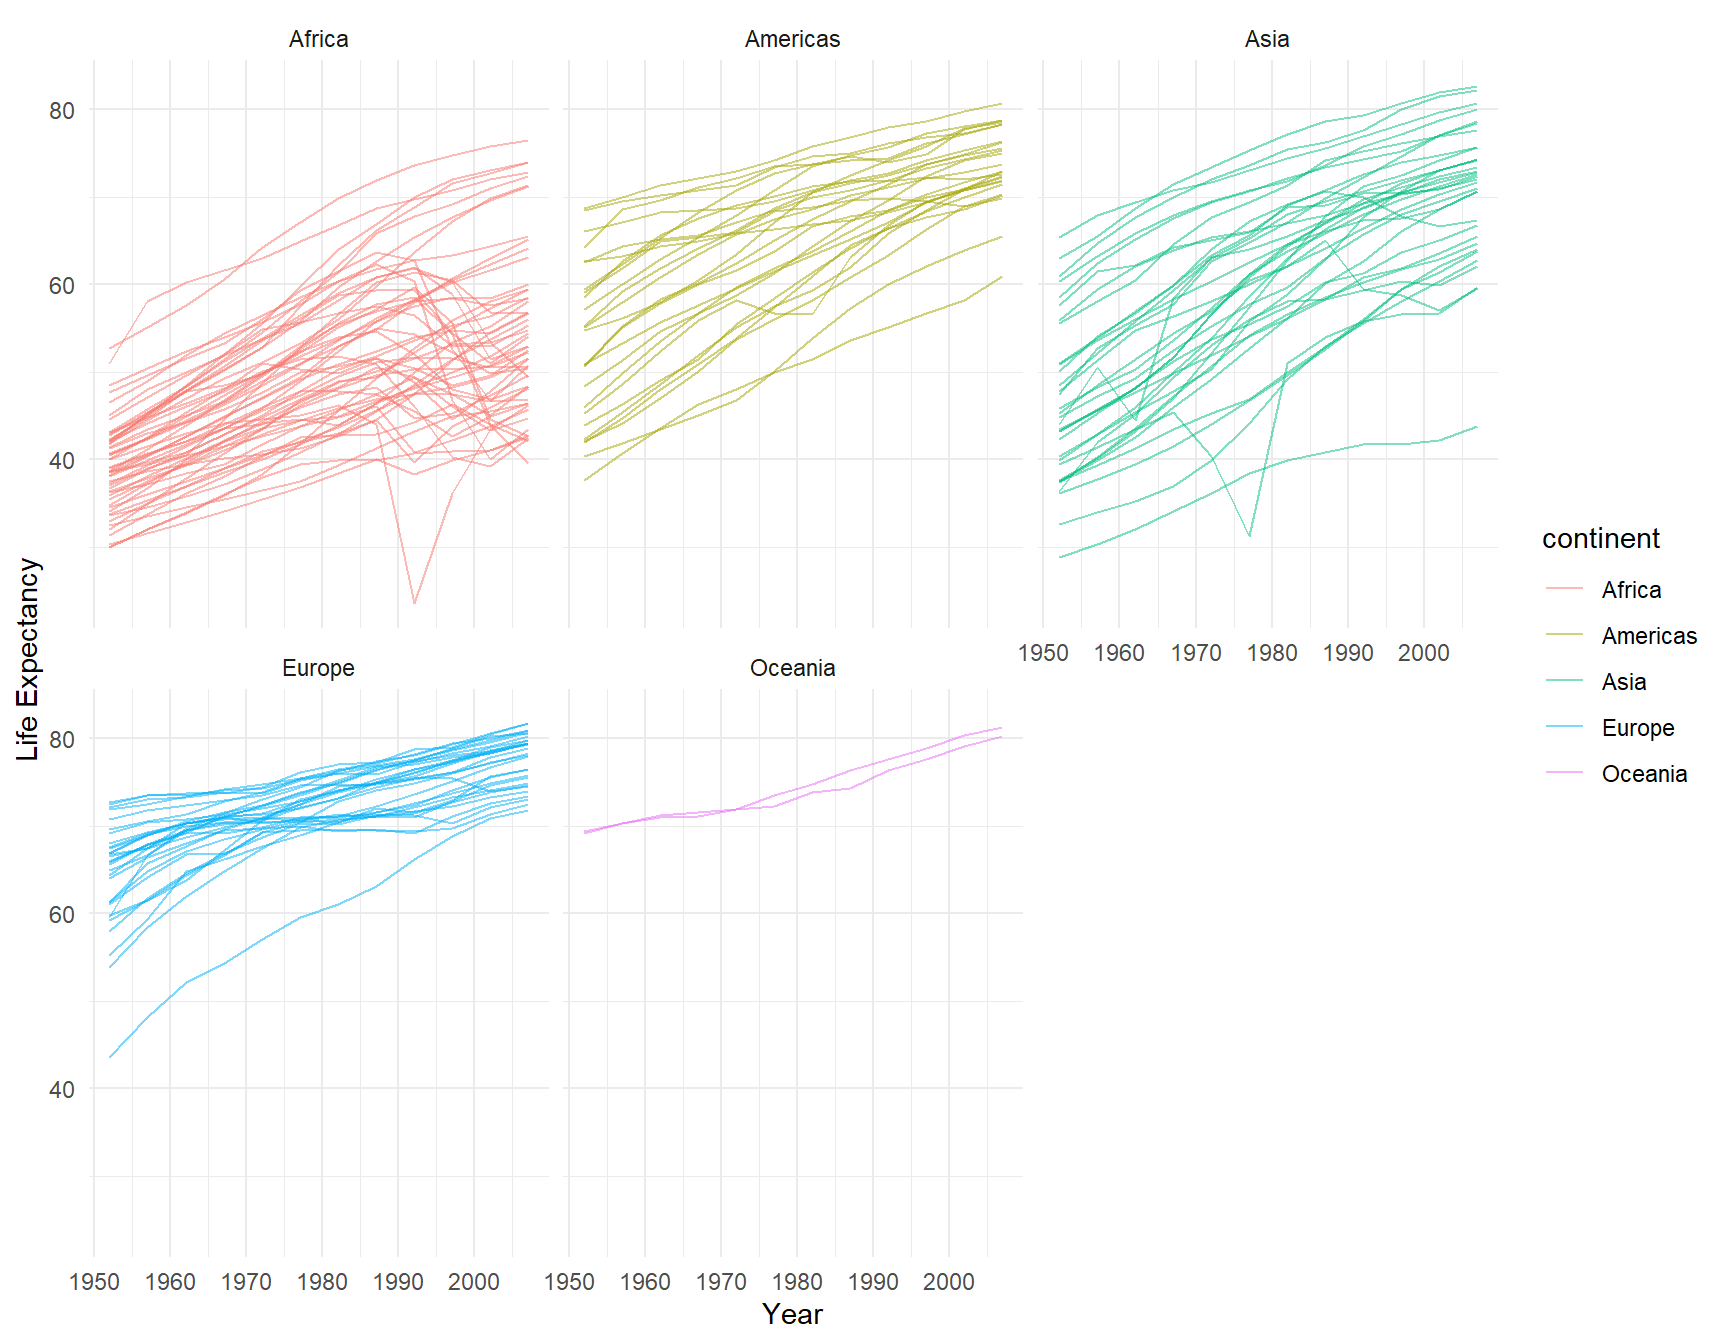 Africa Americas Asia
80
60
40
1950 1960 1970 1980 1990 2000
Europe Oceania
80
60
40
1950 1960 1970 1980 1990 2000 1950 1960 1970 1980 1990 2000
Year
Life Expectancy
continent
Africa
Americas
Asia
Europe
Oceania